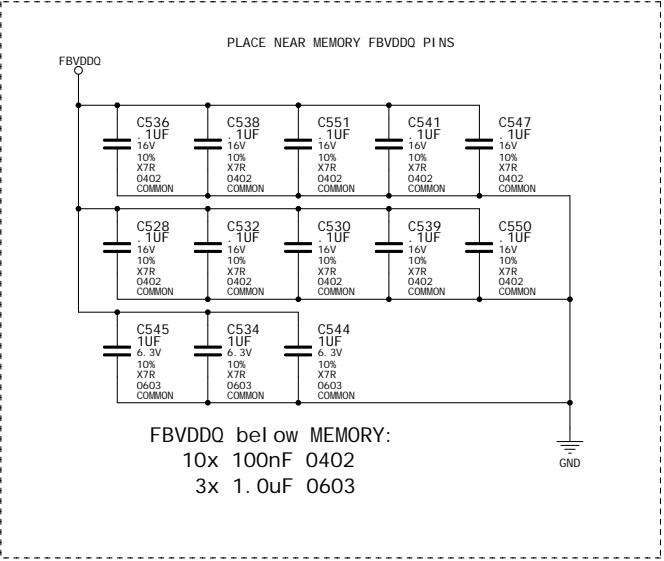 PLACE NEAR MEMORY FBVDDQ PINS
FBVDDQ
C536 C538 C551 C541 C547
.1UF .1UF .1UF .1UF .1UF
16V 16V 16V 16V 16V
10% 10% 10% 10% 10%
X7R X7R X7R X7R X7R
0402 0402 0402 0402 0402
COMMON COMMON COMMON COMMON COMMON
C528 C532 C530 C539 C550
.1UF .1UF .1UF .1UF .1UF
16V 16V 16V 16V 16V
10% 10% 10% 10% 10%
X7R X7R X7R X7R X7R
0402 0402 0402 0402 0402
COMMON COMMON COMMON COMMON COMMON
C545 C534 C544
1UF 1UF 1UF
6.3V 6.3V 6.3V
10% 10% 10%
X7R X7R X7R
0603 0603 0603
COMMON COMMON COMMON
FBVDDQ below MEMORY:
10x 100nF 0402
3x 1.0uF 0603
GND